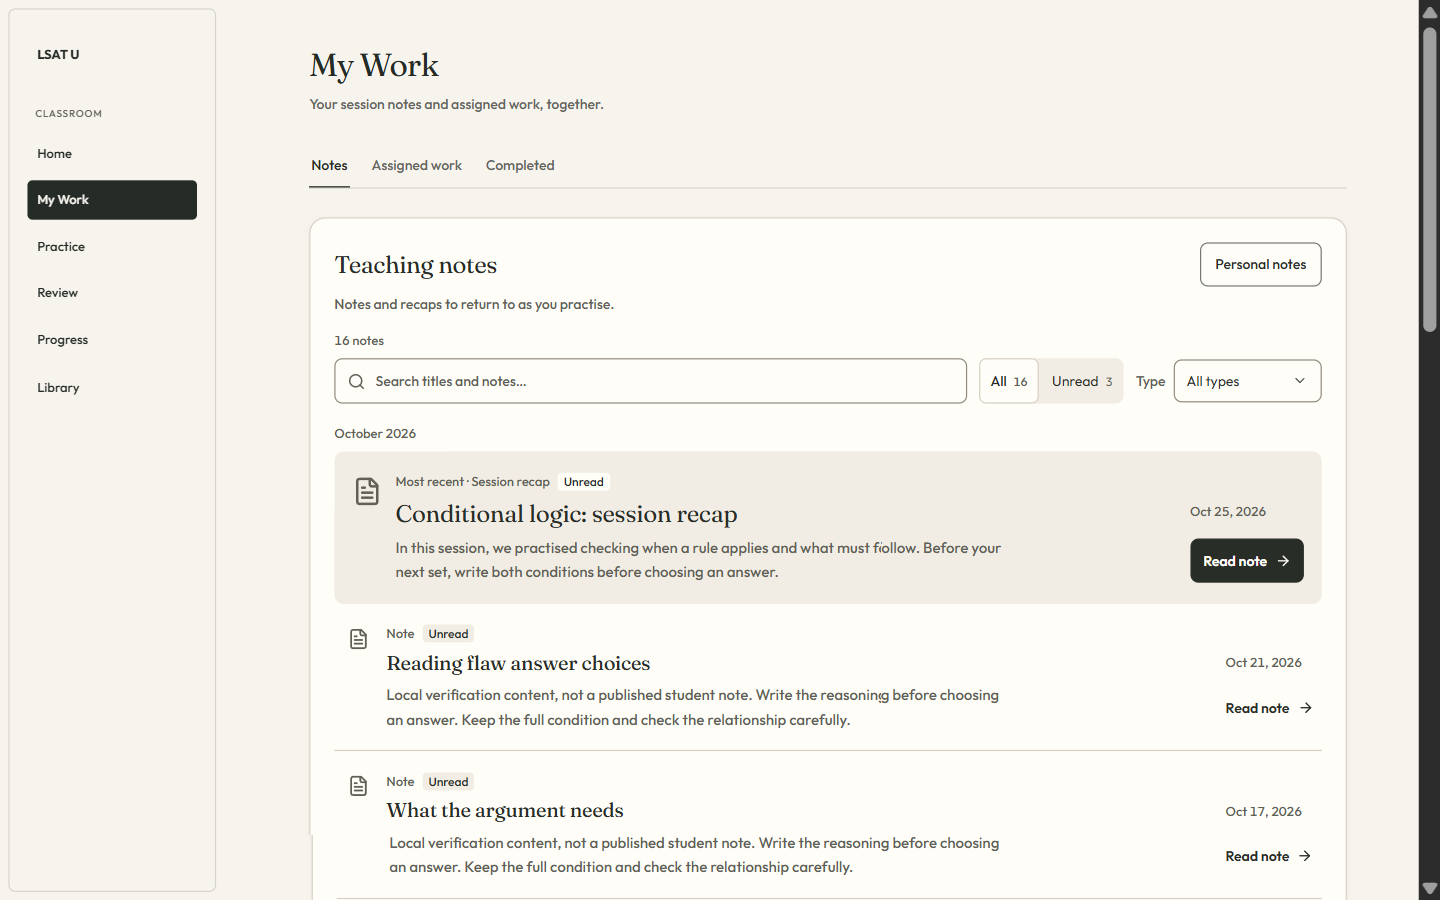 LSAT U
CLASSROOM
Home
My Work
Practice
Review
Progress
Library
My Work
Your session notes and assigned work, together.
Notes
Assigned work
Completed
Teaching notes
Personal notes
Notes and recaps to return to as you practise.
16 notes
Search titles and notes...
All 16
Unread 3
Type
All types
October 2026
Most recent · Session recap Unread
Conditional logic: session recap
In this session, we practised checking when a rule applies and what must follow. Before your
next set, write both conditions before choosing an answer.
Oct 25, 2026
Read note
Note Unread
Reading flaw answer choices
Local verification content, not a published student note. Write the reasoning before choosing
an answer. Keep the full condition and check the relationship carefully.
Oct 21, 2026
Read note
Note Unread
What the argument needs
Local verification content, not a published student note. Write the reasoning before choosing
an answer. Keep the full condition and check the relationship carefully.
Oct 17, 2026
Read note